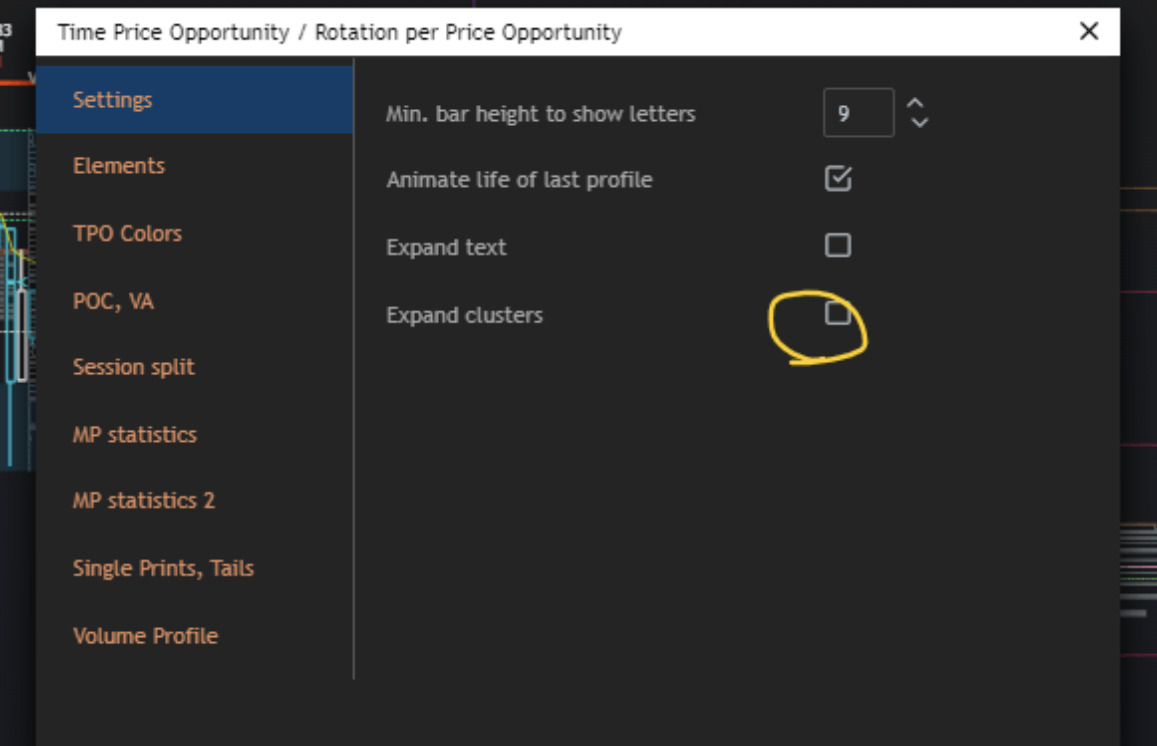 Time Price Opportunity / Rotation per Price Opportunity
Settings
Min. bar height to show letters 9
Elements
Animate life of last profile
TPO Colors
Expand text
POC, VA
Expand clusters
Session split
MP statistics
MP statistics 2
Single Prints, Tails
Volume Profile